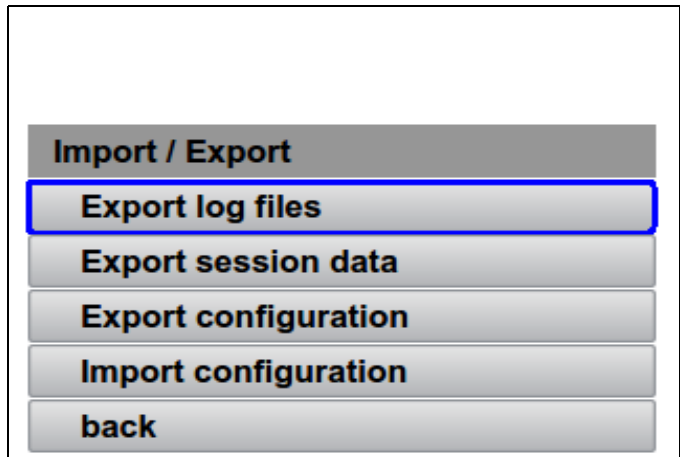 Import / Export
Export log files
Export session data
Export configuration
Import configuration
back